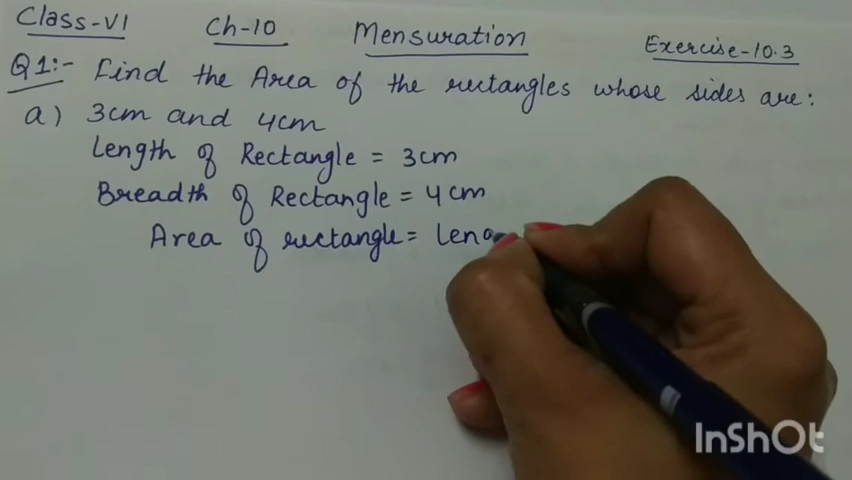 Class-VI Ch-10 Mensuration Exercise-10.3
Q1:- Find the Area of the rectangles whose sides are:
a) 3cm and 4cm
Length of Rectangle = 3cm
Breadth of Rectangle = 4cm
Area of rectangle = Len
InShOt